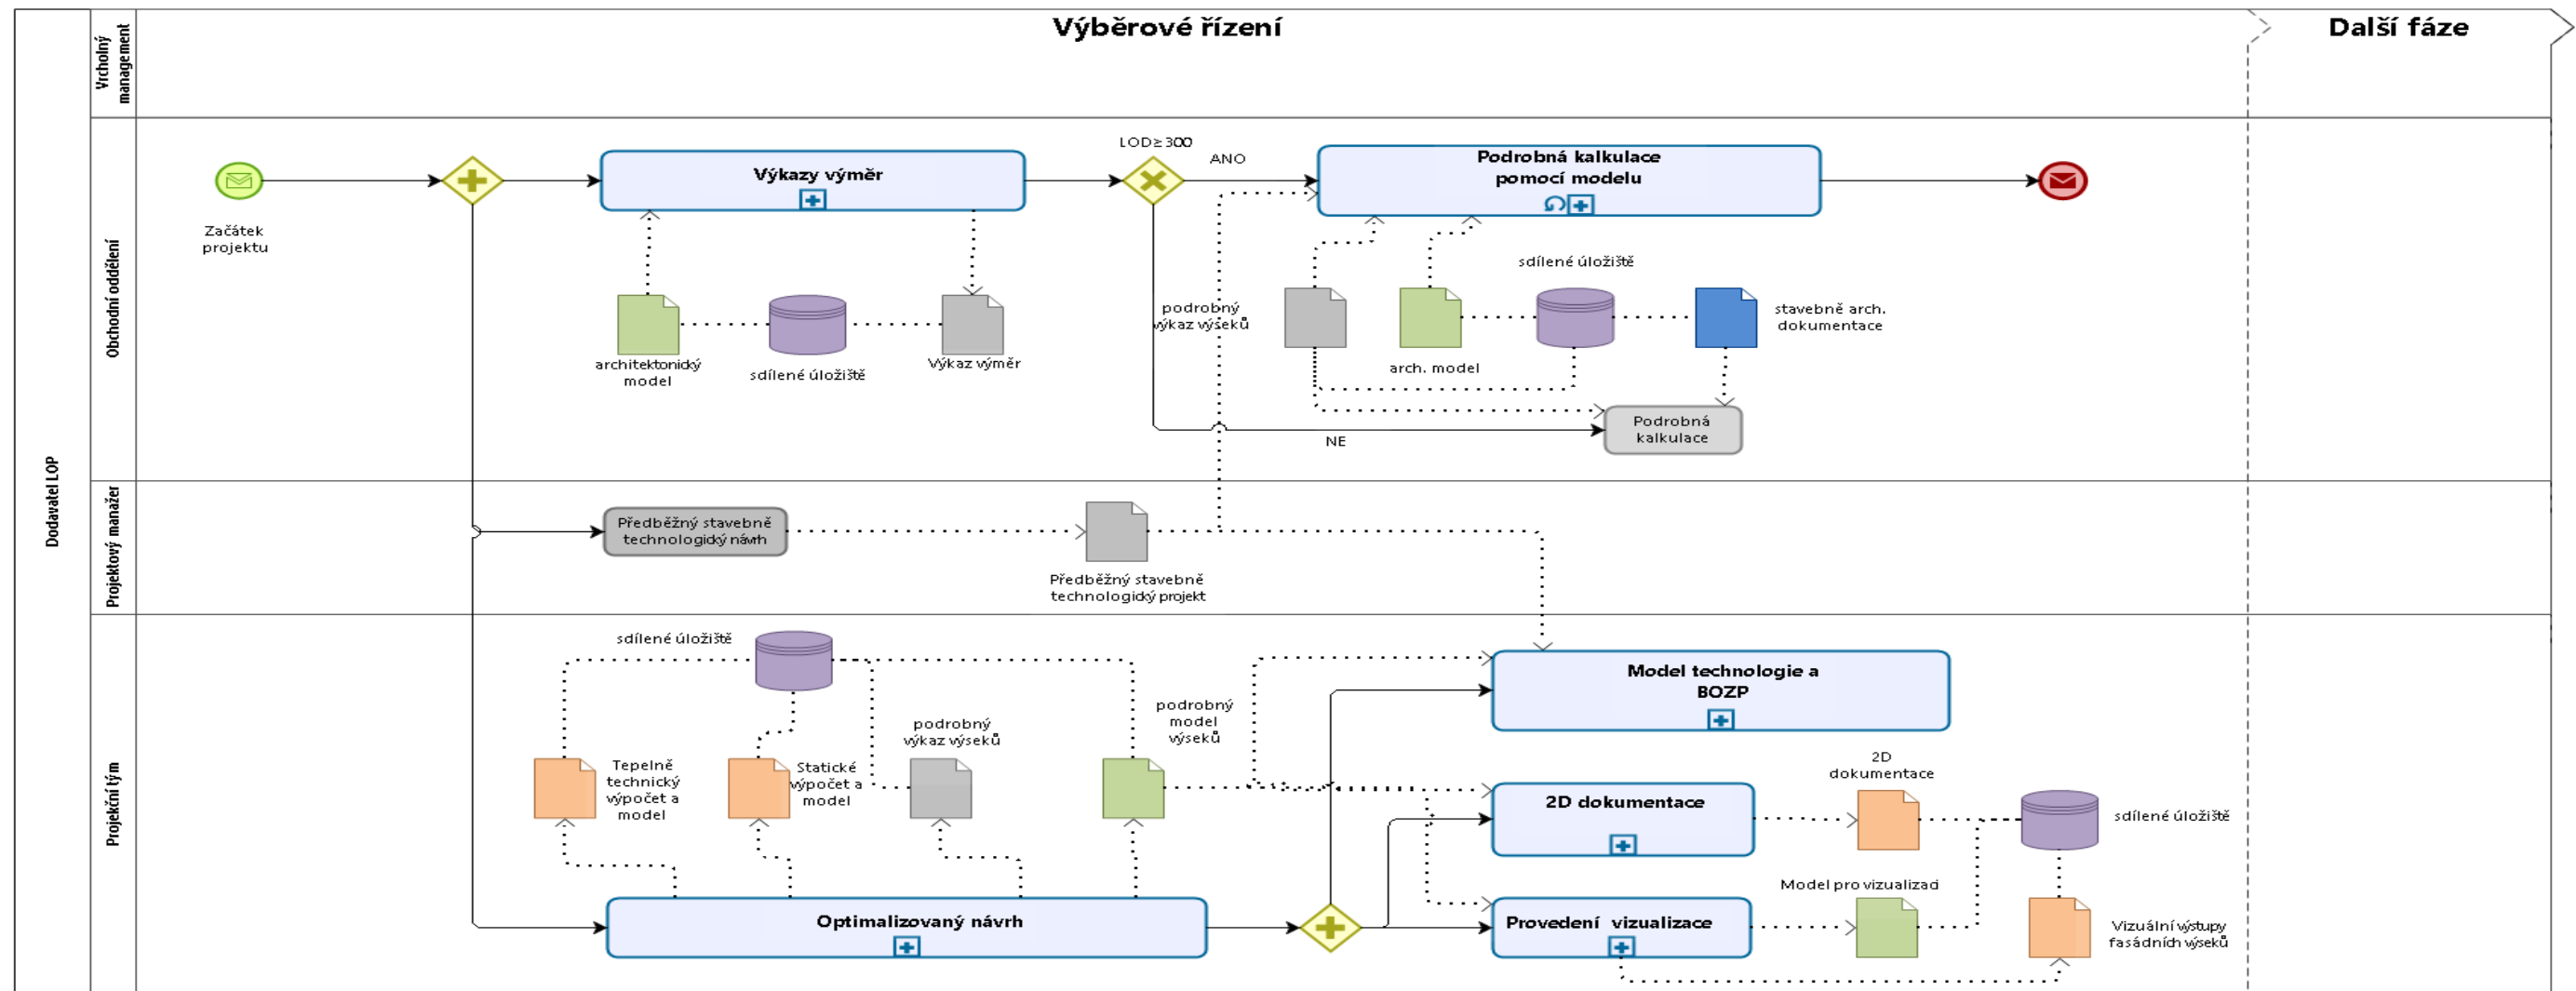 Výběrové řízení
Další fáze
Dodavatel LOP
Vrcholný
management
Obchodní oddělení
Začátek
projektu
Výkazy výměr
LOD≥300
ANO
Podrobná kalkulace
pomocí modelu
architektonický
model
sdílené úložiště
Výkaz výměr
podrobný
výkaz výseků
arch. model
sdílené úložiště
stavebně arch.
dokumentace
NE
Podrobná
kalkulace
Projektový manažer
Předběžný stavebně
technologický návrh
Předběžný stavebně
technologický projekt
Projekční tým
sdílené úložiště
Tepelně
technický
výpočet a
model
Statické
výpočet a
model
podrobný
výkaz výseků
podrobný
model
výseků
Optimalizovaný návrh
Model technologie a
BOZP
2D dokumentace
2D
dokumentace
sdílené úložiště
Provedení vizualizace
Model pro vizualizaci
Vizuální výstupy
fasádních výseků